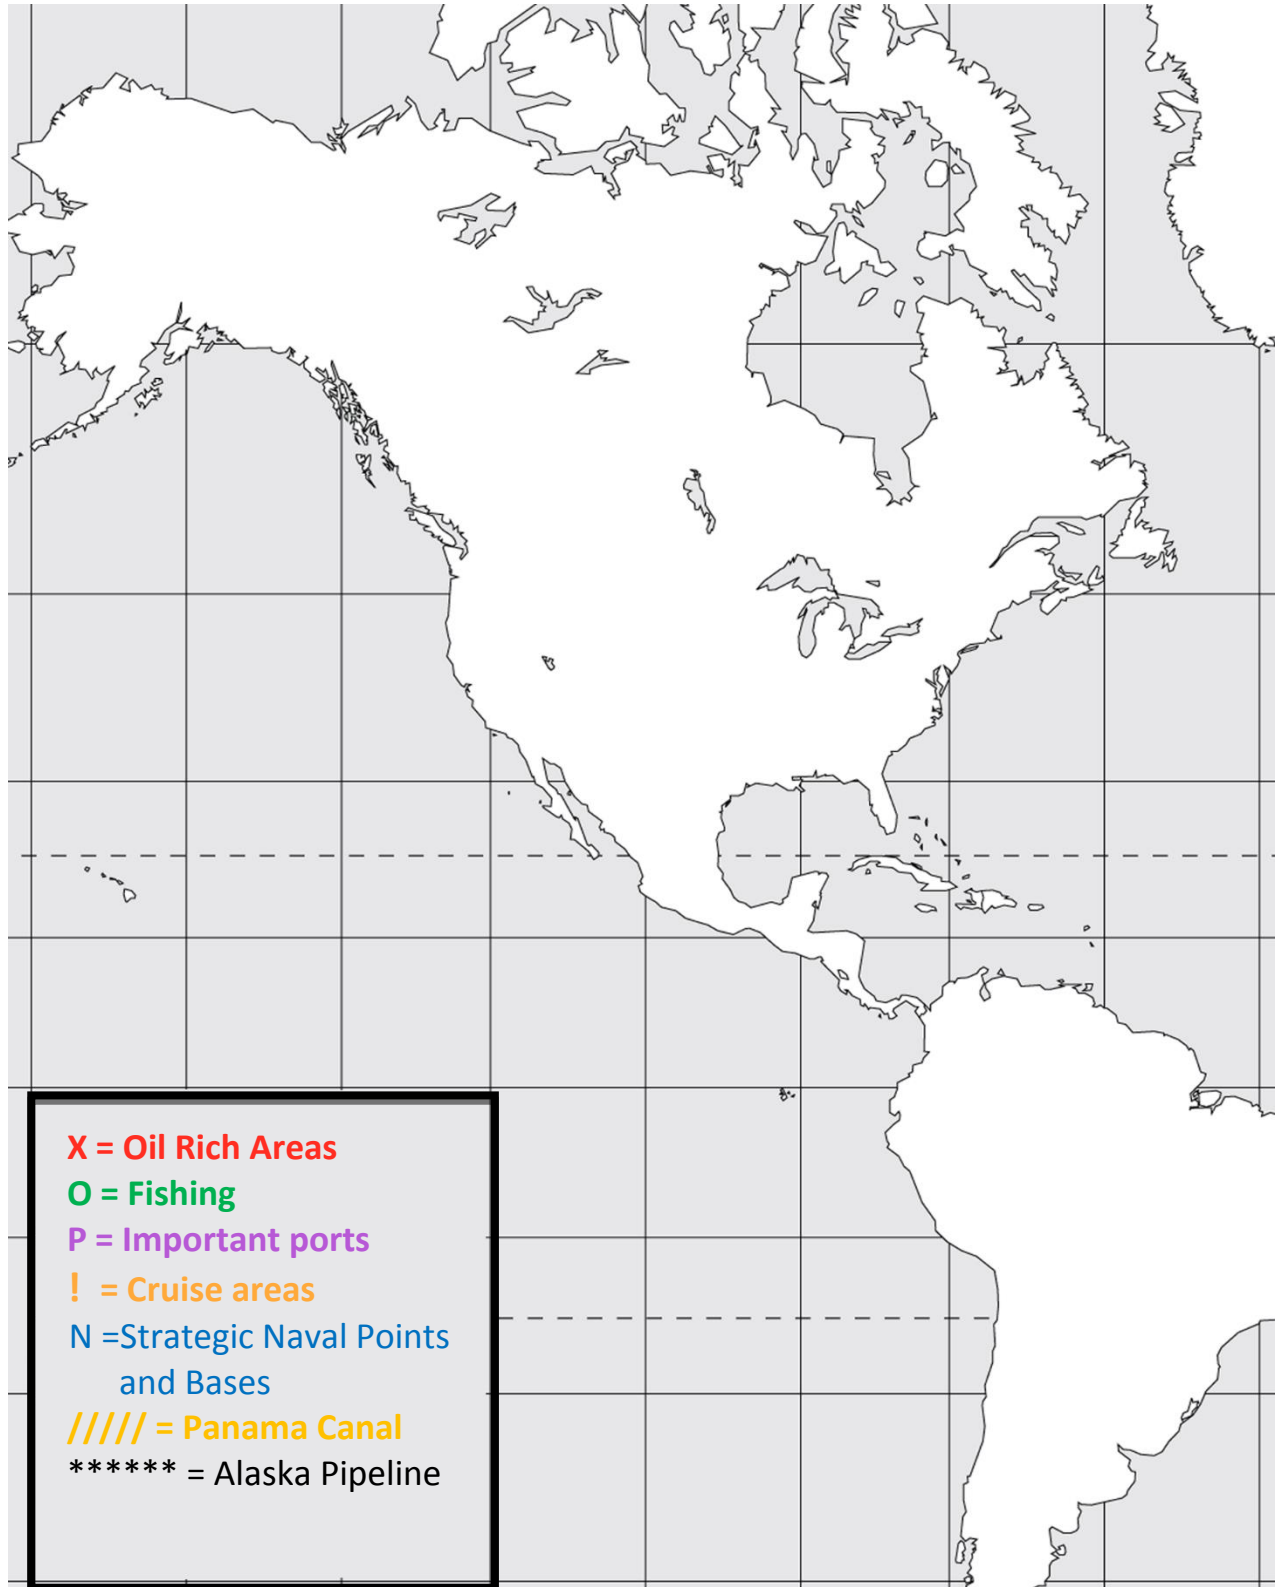 X = Oil Rich Areas
O = Fishing
P = Important ports
! = Cruise areas
N =Strategic Naval Points
and Bases
///// = Panama Canal
****** = Alaska Pipeline